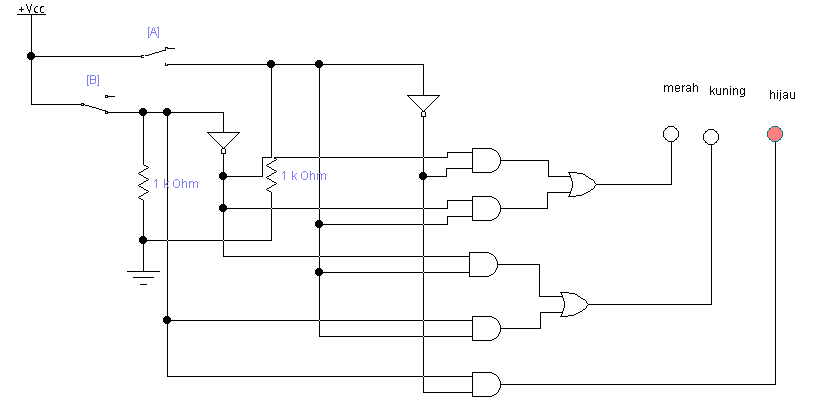 +Vcc
[A]
[B]
merah
kuning
hijau
1 k Ohm
1 k Ohm